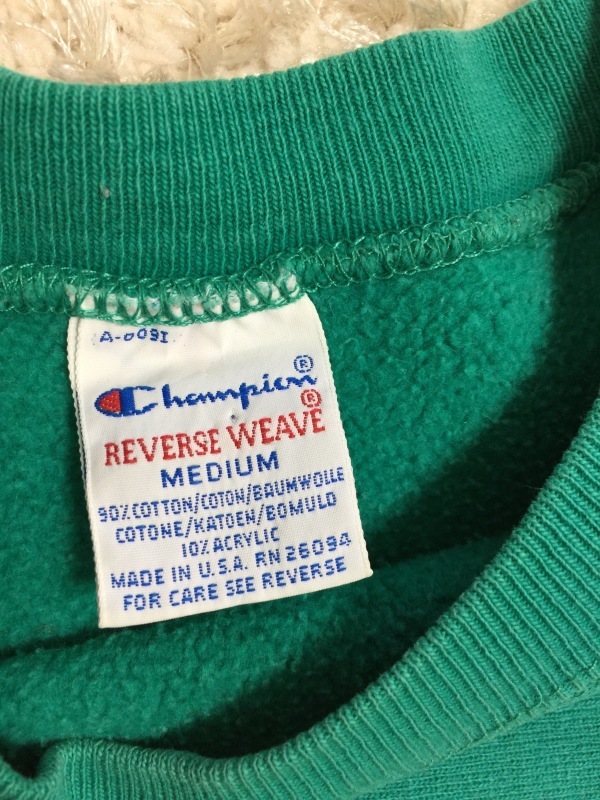 A-009I
Champion®
REVERSE WEAVE®
MEDIUM
90% COTTON/COTON/BAUMWOLLE
COTONE/KATOEN/BOMULD
10% ACRYLIC
MADE IN U.S.A. RN 26094
FOR CARE SEE REVERSE